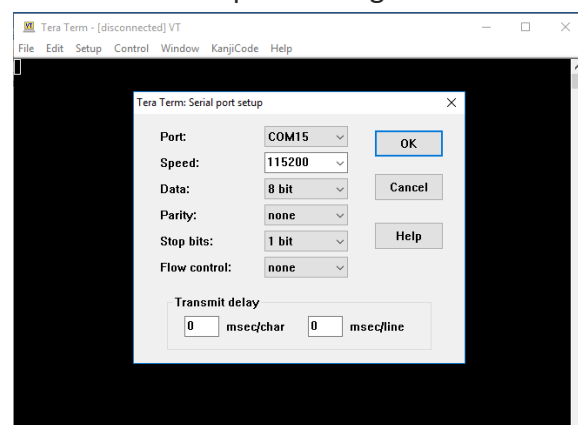 Tera Term - [disconnected] VT
File Edit Setup Control Window KanjiCode Help
Tera Term: Serial port setup
Port: COM15
OK
Speed: 115200
Data: 8 bit
Cancel
Parity: none
Stop bits: 1 bit
Help
Flow control: none
Transmit delay
0 msec/char 0 msec/line